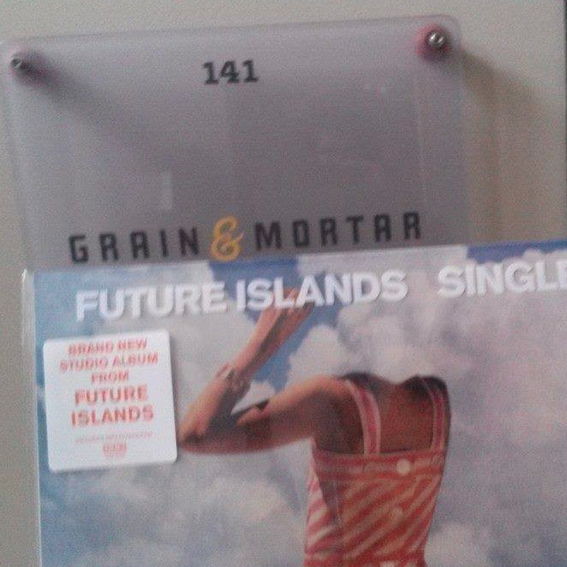 141
GRAIN & MORTAR
FUTURE ISLANDS SINGLE
BRAND NEW
STUDIO ALBUM
FROM
FUTURE
ISLANDS